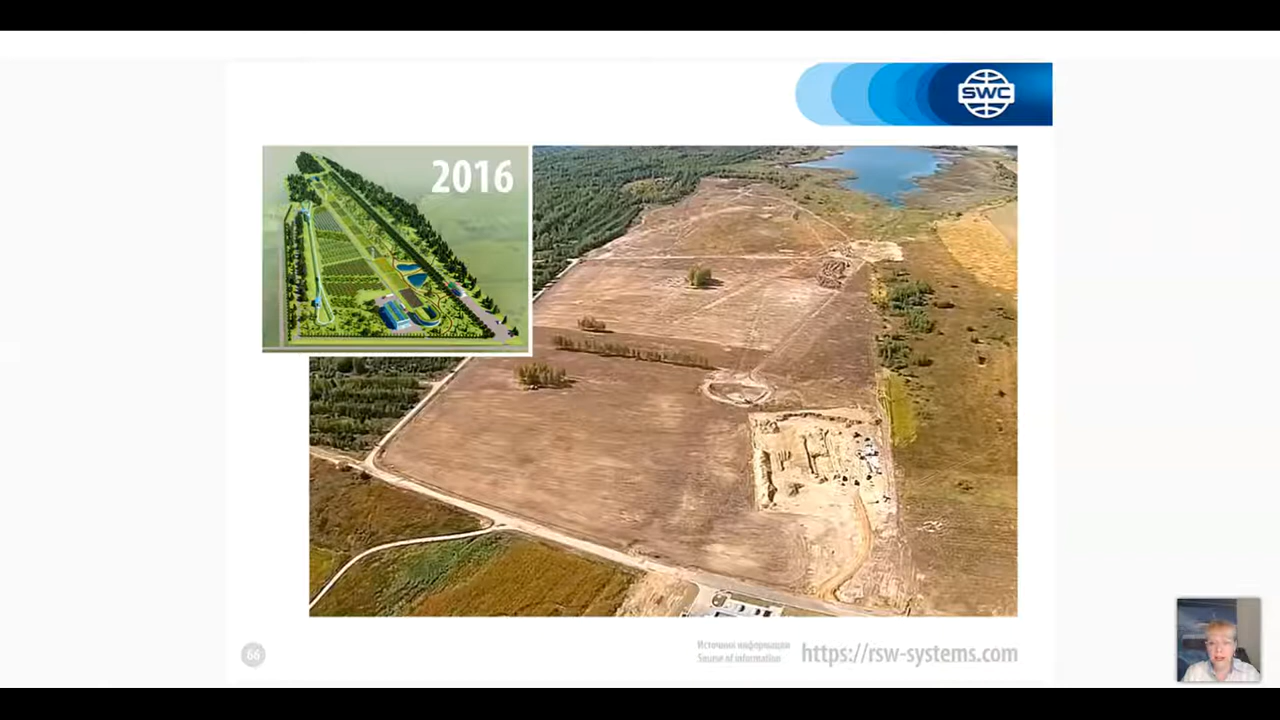 SWC
2016
66
Источник информации
Source of information
https://rsw-systems.com